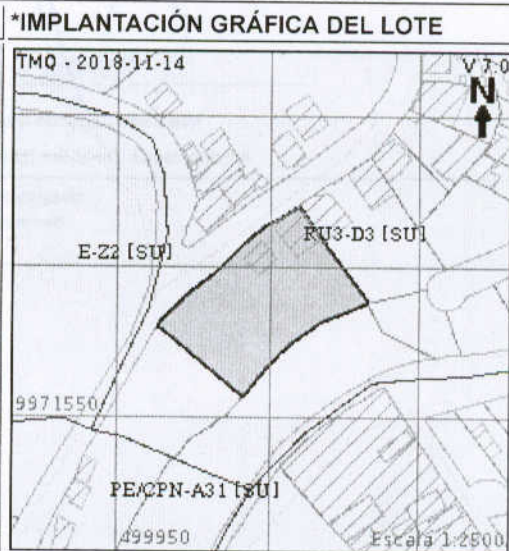 *IMPLANTACIÓN GRÁFICA DEL LOTE
TMQ - 2018-11-14
V 7.0
N
E-Z2 [SU]
RU3-D3 [SU]
9971550
PE/CPN-A31 [SU]
499950
Escala 1:2500